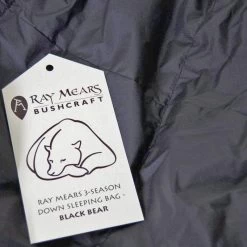 RAY MEARS
BUSHCRAFT
RAY MEARS 3-SEASON
DOWN SLEEPING BAG -
BLACK BEAR